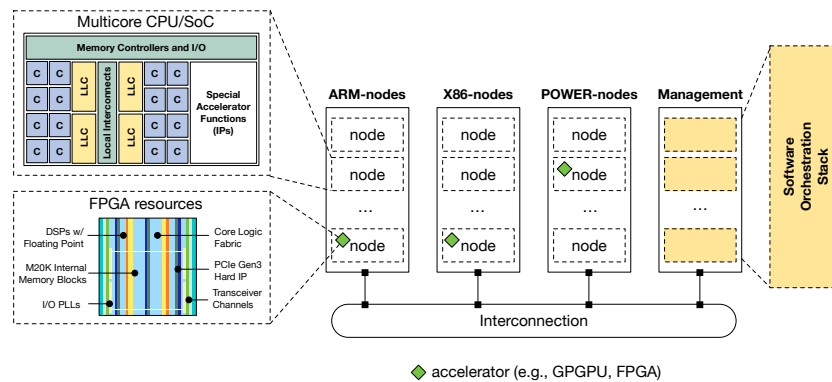 Multicore CPU/SoC
Memory Controllers and I/O
C C C C
C C C C
C C C C
C C C C
LLC
LLC
Local Interconnects
LLC
LLC
Special
Accelerator
Functions
(IPs)
FPGA resources
DSPs w/
Floating Point
M20K Internal
Memory Blocks
I/O PLLs
Core Logic
Fabric
PCIe Gen3
Hard IP
Transceiver
Channels
ARM-nodes
node
node
...
node
X86-nodes
node
node
...
node
POWER-nodes
node
node
...
node
Management
...
Software
Orchestration
Stack
Interconnection
accelerator (e.g., GPGPU, FPGA)